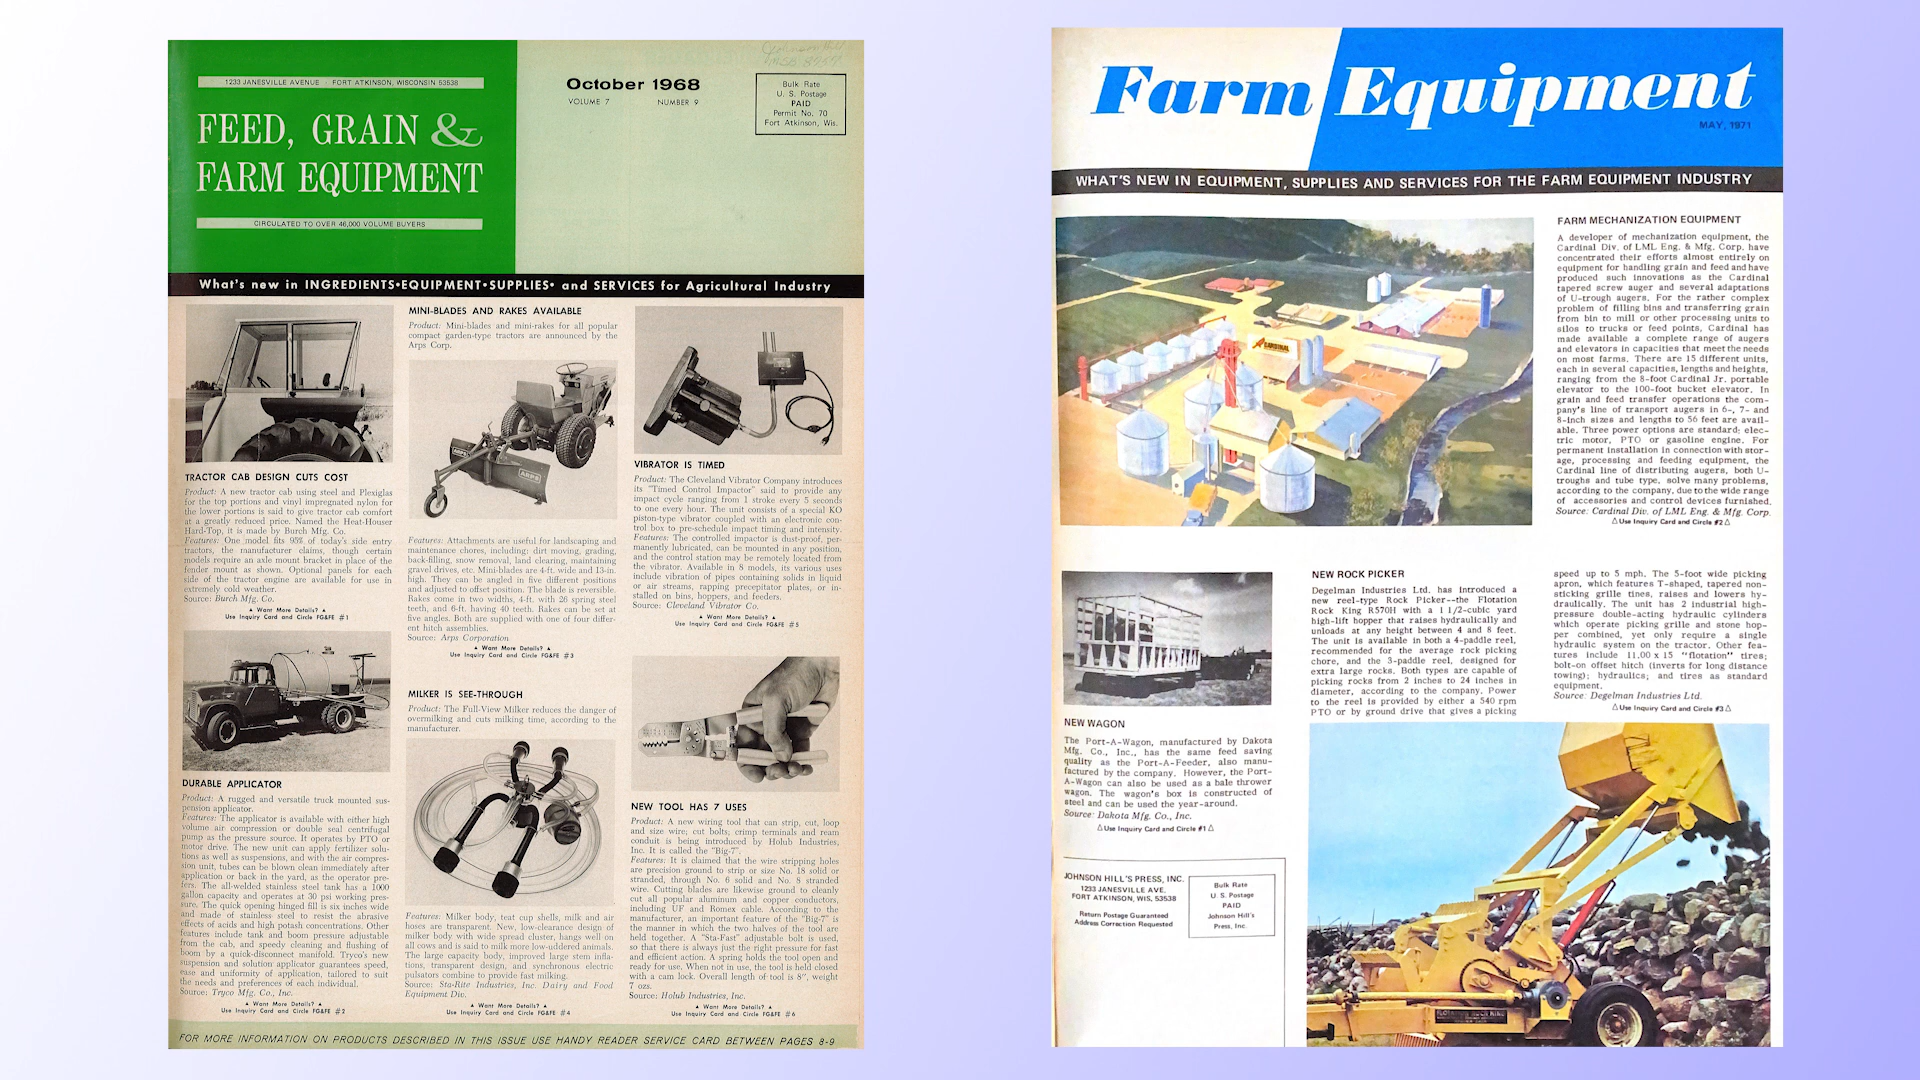 1233 JANESVILLE AVENUE - FORT ATKINSON, WISCONSIN 53538
FEED, GRAIN &
FARM EQUIPMENT
CIRCULATED TO OVER 46,000 VOLUME BUYERS
October 1968
VOLUME 7 NUMBER 9
Bulk Rate
U. S. Postage
PAID
Permit No. 70
Fort Atkinson, Wis.
What's new in INGREDIENTS•EQUIPMENT•SUPPLIES• and SERVICES for Agricultural Industry
TRACTOR CAB DESIGN CUTS COST
Product: A new tractor cab using steel and Plexiglas
for the top portions and vinyl impregnated nylon for
the lower portions is said to give tractor cab comfort
at a greatly reduced price. Named the Heat-Houser
Hard-Top, it is made by Burch Mfg. Co.
Features: One model fits 95% of today's side entry
tractors, the manufacturer claims, though certain
models require an axle mount bracket in place of the
fender mount as shown. Optional panels for each
side of the tractor engine are available for use in
extremely cold weather.
Source: Burch Mfg. Co.
▲ Want More Details? ▲
Use Inquiry Card and Circle FG&FE #1
DURABLE APPLICATOR
Product: A rugged and versatile truck mounted sus-
pension applicator.
Features: The applicator is available with either high
volume air compression or double seal centrifugal
pump as the pressure source. It operates by PTO or
motor drive. The new unit can apply fertilizer solu-
tions as well as suspensions, and with the air compres-
sion unit, tubes can be blown clean immediately after
application or back in the yard, as the operator pre-
fers. The all-welded stainless steel tank has a 1000
gallon capacity and operates at 30 psi working pres-
sure. The quick opening hinged fill is six inches wide
and made of stainless steel to resist the abrasive
effects of acids and high potash concentrations. Other
features include tank and boom pressure adjustable
from the cab, and speedy cleaning and flushing of
boom by a quick-disconnect manifold. Tryco's new
suspension and solution applicator guarantees speed,
ease and uniformity of application, tailored to suit
the needs and preferences of each individual.
Source: Tryco Mfg. Co., Inc.
▲ Want More Details? ▲
Use Inquiry Card and Circle FG&FE #2
MINI-BLADES AND RAKES AVAILABLE
Product: Mini-blades and mini-rakes for all popular
compact garden-type tractors are announced by the
Arps Corp.
ARPS
ARPS
Features: Attachments are useful for landscaping and
maintenance chores, including: dirt moving, grading,
back-filling, snow removal, land clearing, maintaining
gravel drives, etc. Mini-blades are 4-ft. wide and 13-in.
high. They can be angled in five different positions
and adjusted to offset position. The blade is reversible.
Rakes come in two widths, 4-ft. with 26 spring steel
teeth, and 6-ft. having 40 teeth. Rakes can be set at
five angles. Both are supplied with one of four differ-
ent hitch assemblies.
Source: Arps Corporation
▲ Want More Details? ▲
Use Inquiry Card and Circle FG&FE #3
MILKER IS SEE-THROUGH
Product: The Full-View Milker reduces the danger of
overmilking and cuts milking time, according to the
manufacturer.
Features: Milker body, teat cup shells, milk and air
hoses are transparent. New, low-clearance design of
milker body with wide spread cluster, hangs well on
all cows and is said to milk more low-uddered animals.
The large capacity body, improved large stem infla-
tions, transparent design, and synchronous electric
pulsators combine to provide fast milking.
Source: Sta-Rite Industries, Inc. Dairy and Food
Equipment Div.
▲ Want More Details? ▲
Use Inquiry Card and Circle FG&FE #4
VIBRATOR IS TIMED
Product: The Cleveland Vibrator Company introduces
its "Timed Control Impactor" said to provide any
impact cycle ranging from 1 stroke every 5 seconds
to one every hour. The unit consists of a special KO
piston-type vibrator coupled with an electronic con-
trol box to pre-schedule impact timing and intensity.
Features: The controlled impactor is dust-proof, per-
manently lubricated, can be mounted in any position,
and the control station may be remotely located from
the vibrator. Available in 8 models, its various uses
include vibration of pipes containing solids in liquid
or air streams, rapping precipitator plates, or in-
stalled on bins, hoppers, and feeders.
Source: Cleveland Vibrator Co.
▲ Want More Details? ▲
Use Inquiry Card and Circle FG&FE #5
NEW TOOL HAS 7 USES
Product: A new wiring tool that can strip, cut, loop
and size wire; cut bolts; crimp terminals and ream
conduit is being introduced by Holub Industries,
Inc. It is called the "Big-7".
Features: It is claimed that the wire stripping holes
are precision ground to strip or size No. 18 solid or
stranded, through No. 6 solid and No. 8 stranded
wire. Cutting blades are likewise ground to cleanly
cut all popular aluminum and copper conductors,
including UF and Romex cable. According to the
manufacturer, an important feature of the "Big-7" is
the manner in which the two halves of the tool are
held together. A "Sta-Fast" adjustable bolt is used,
so that there is always just the right pressure for fast
and efficient action. A spring holds the tool open and
ready for use. When not in use, the tool is held closed
with a cam lock. Overall length of tool is 8", weight
7 ozs.
Source: Holub Industries, Inc.
▲ Want More Details? ▲
Use Inquiry Card and Circle FG&FE #6
FOR MORE INFORMATION ON PRODUCTS DESCRIBED IN THIS ISSUE USE HANDY READER SERVICE CARD BETWEEN PAGES 8-9
Farm Equipment
MAY, 1971
WHAT'S NEW IN EQUIPMENT, SUPPLIES AND SERVICES FOR THE FARM EQUIPMENT INDUSTRY
CARDINAL
FARM MECHANIZATION EQUIPMENT
A developer of mechanization equipment, the
Cardinal Div. of LML Eng. & Mfg. Corp. have
concentrated their efforts almost entirely on
equipment for handling grain and feed and have
produced such innovations as the Cardinal
tapered screw auger and several adaptations
of U-trough augers. For the rather complex
problem of filling bins and transferring grain
from bin to mill or other processing units to
silos to trucks or feed points, Cardinal has
made available a complete range of augers
and elevators in capacities that meet the needs
on most farms. There are 15 different units,
each in several capacities, lengths and heights,
ranging from the 8-foot Cardinal Jr. portable
elevator to the 100-foot bucket elevator. In
grain and feed transfer operations the com-
pany's line of transport augers in 6-, 7- and
8-inch sizes and lengths to 56 feet are avail-
able. Three power options are standard; elec-
tric motor, PTO or gasoline engine. For
permanent installation in connection with stor-
age, processing and feeding equipment, the
Cardinal line of distributing augers, both U-
troughs and tube type, solve many problems,
according to the company, due to the wide range
of accessories and control devices furnished.
Source: Cardinal Div. of LML Eng. & Mfg. Corp.
△Use Inquiry Card and Circle #2△
NEW WAGON
The Port-A-Wagon, manufactured by Dakota
Mfg. Co., Inc., has the same feed saving
quality as the Port-A-Feeder, also manu-
factured by the company. However, the Port-
A-Wagon can also be used as a bale thrower
wagon. The wagon's box is constructed of
steel and can be used the year-around.
Source: Dakota Mfg. Co., Inc.
△Use Inquiry Card and Circle #1△
NEW ROCK PICKER
Degelman Industries Ltd. has introduced a
new reel-type Rock Picker--the Flotation
Rock King R570H with a 1 1/2-cubic yard
high-lift hopper that raises hydraulically and
unloads at any height between 4 and 8 feet.
The unit is available in both a 4-paddle reel,
recommended for the average rock picking
chore, and the 3-paddle reel, designed for
extra large rocks. Both types are capable of
picking rocks from 2 inches to 24 inches in
diameter, according to the company. Power
to the reel is provided by either a 540 rpm
PTO or by ground drive that gives a picking
speed up to 5 mph. The 5-foot wide picking
apron, which features T-shaped, tapered non-
sticking grille tines, raises and lowers hy-
draulically. The unit has 2 industrial high-
pressure double-acting hydraulic cylinders
which operate picking grille and stone hop-
per combined, yet only require a single
hydraulic system on the tractor. Other fea-
tures include 11.00 x 15 "flotation" tires;
bolt-on offset hitch (inverts for long distance
towing); hydraulics; and tires as standard
equipment.
Source: Degelman Industries Ltd.
△Use Inquiry Card and Circle #3△
JOHNSON HILL'S PRESS, INC.
1233 JANESVILLE AVE.
FORT ATKINSON, WIS, 53538
Return Postage Guaranteed
Address Correction Requested
Bulk Rate
U. S. Postage
PAID
Johnson Hill's
Press, Inc.
FLOTATION ROCK KING